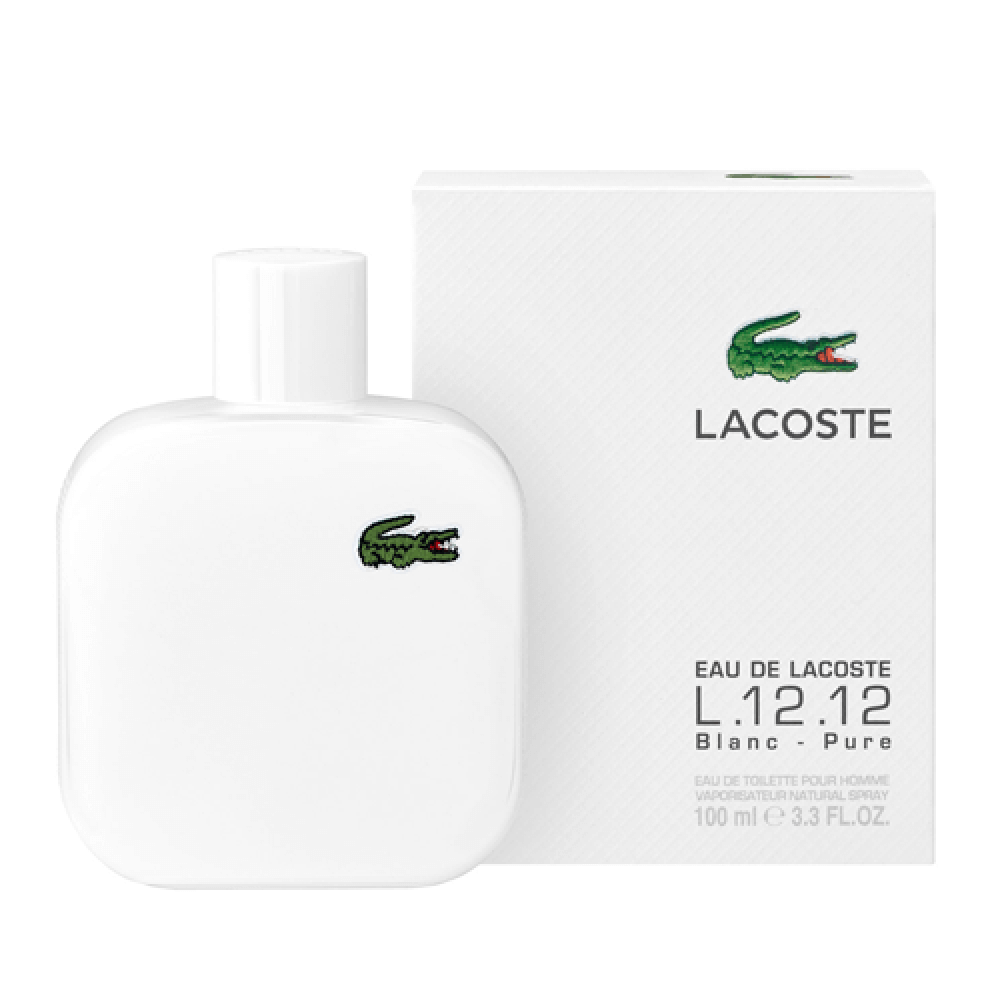 LACOSTE
EAU DE LACOSTE
L.12.12
Blanc - Pure
EAU DE TOILETTE POUR HOMME
VAPORISATEUR NATURAL SPRAY
100 ml ℮ 3.3 FL.OZ.